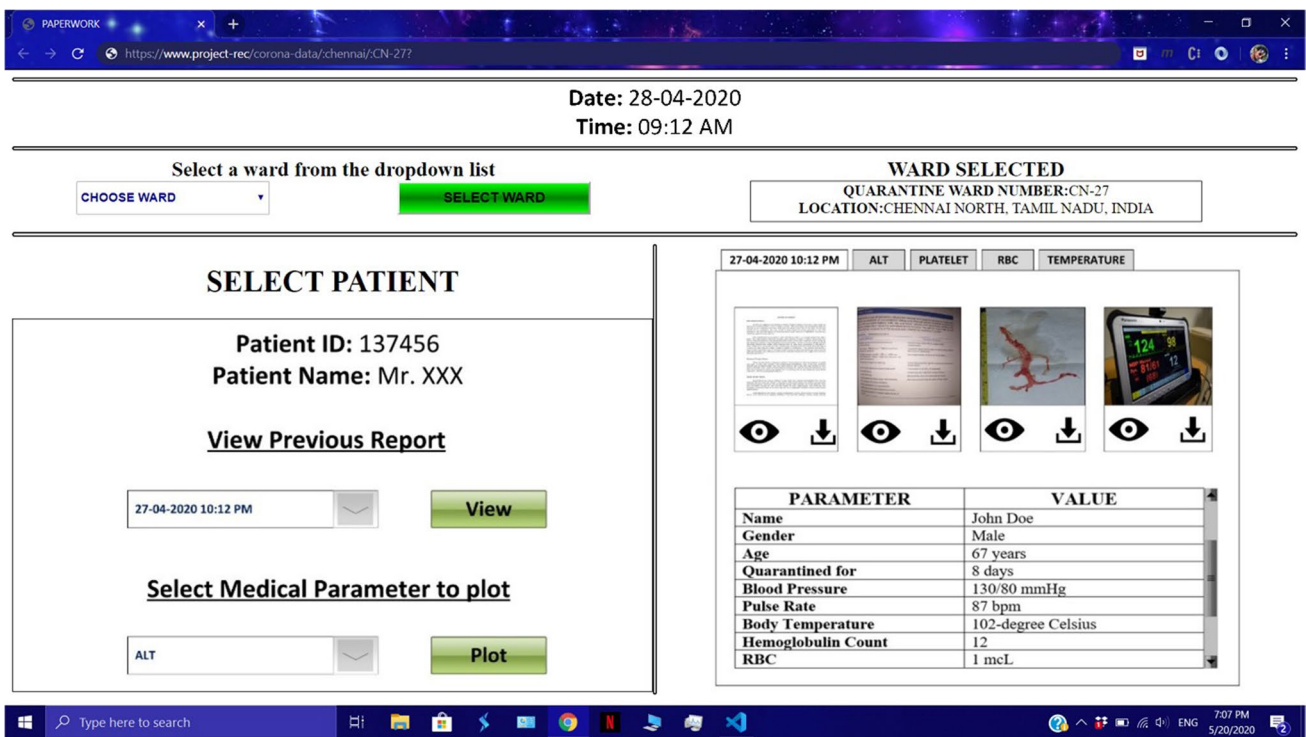 PAPERWORK
https://www.project-rec/corona-data/:chennai/:CN-27?
Date: 28-04-2020
Time: 09:12 AM
Select a ward from the dropdown list
CHOOSE WARD
SELECT WARD
WARD SELECTED
QUARANTINE WARD NUMBER:CN-27
LOCATION:CHENNAI NORTH, TAMIL NADU, INDIA
SELECT PATIENT
Patient ID: 137456
Patient Name: Mr. XXX
View Previous Report
27-04-2020 10:12 PM
View
Select Medical Parameter to plot
ALT
Plot
27-04-2020 10:12 PM ALT PLATELET RBC TEMPERATURE
124 98
81/61 12
PARAMETER VALUE
Name John Doe
Gender Male
Age 67 years
Quarantined for 8 days
Blood Pressure 130/80 mmHg
Pulse Rate 87 bpm
Body Temperature 102-degree Celsius
Hemoglobulin Count 12
RBC 1 mcL
Type here to search
ENG
7:07 PM
5/20/2020
2